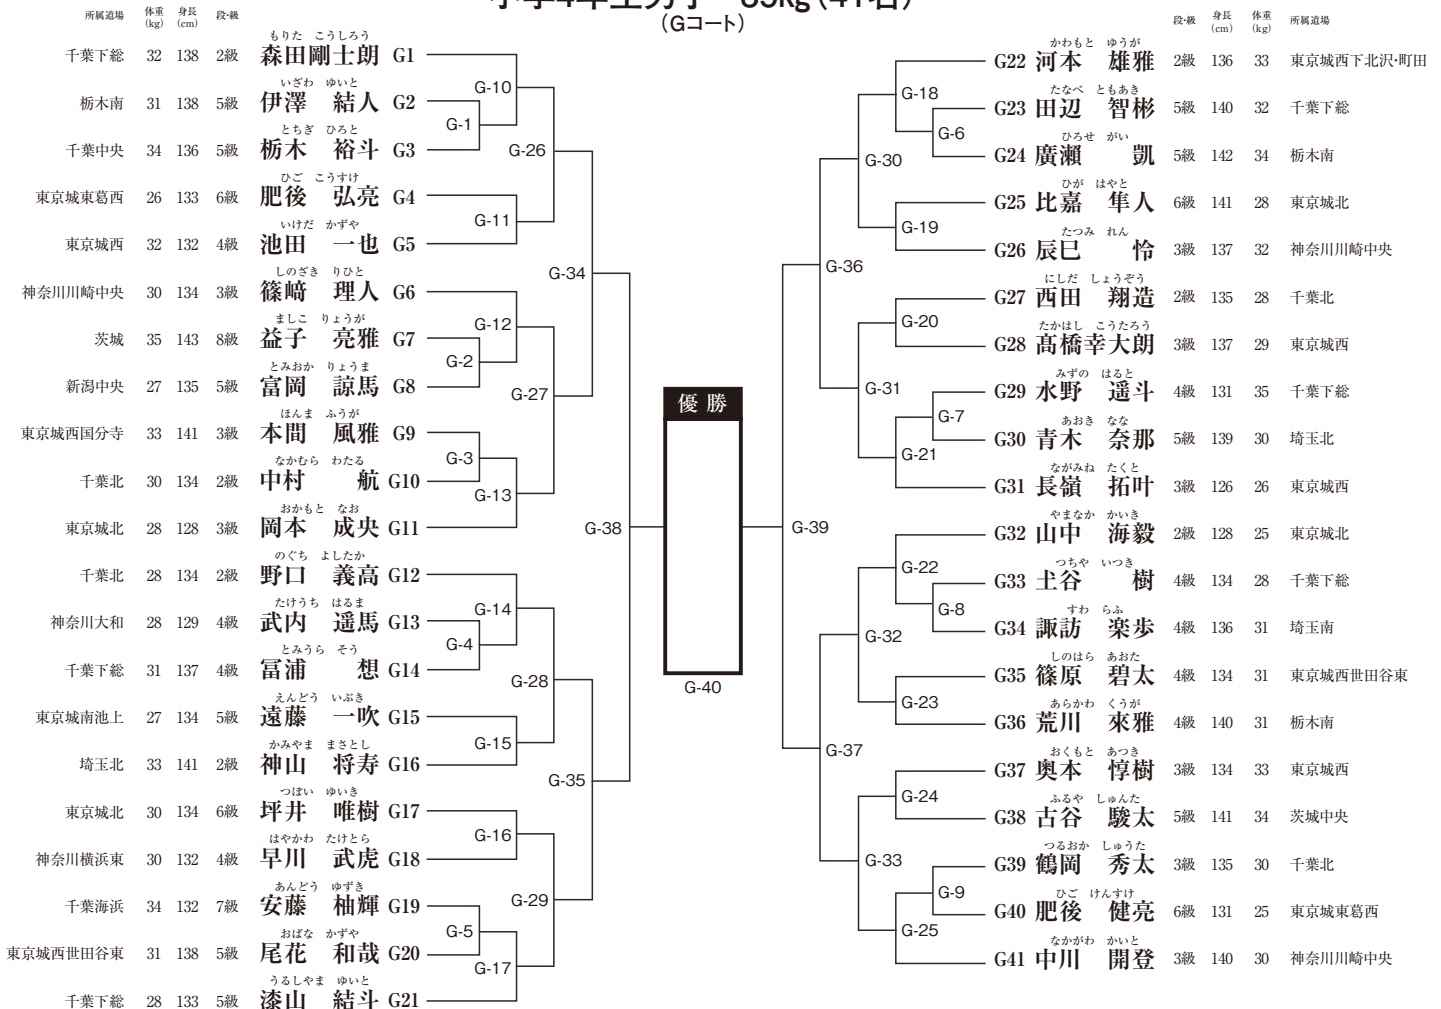 小学4年生男子 -35kg (41名)
(Gコート)
所属道場 体重(kg) 身長(cm) 段・級
もりた こうしろう
千葉下総 32 138 2級 森田剛士朗 G1
いざわ ゆいと
栃木南 31 138 5級 伊澤 結人 G2
とちぎ ひろと
千葉中央 34 136 5級 栃木 裕斗 G3
ひご こうすけ
東京城東葛西 26 133 6級 肥後 弘亮 G4
いけだ かずや
東京城西 32 132 4級 池田 一也 G5
しのざき りひと
神奈川川崎中央 30 134 3級 篠﨑 理人 G6
ましこ りょうが
茨城 35 143 8級 益子 亮雅 G7
とみおか りょうま
新潟中央 27 135 5級 富岡 諒馬 G8
ほんま ふうが
東京城西国分寺 33 141 3級 本間 風雅 G9
なかむら わたる
千葉北 30 134 2級 中村 航 G10
おかもと なお
東京城北 28 128 3級 岡本 成央 G11
のぐち よしたか
千葉北 28 134 2級 野口 義高 G12
たけうち はるま
神奈川大和 28 129 4級 武内 遥馬 G13
とみうら そう
千葉下総 31 137 4級 冨浦 想 G14
えんどう いぶき
東京城南池上 27 134 5級 遠藤 一吹 G15
かみやま まさとし
埼玉北 33 141 2級 神山 将寿 G16
つぼい ゆいき
東京城北 30 134 6級 坪井 唯樹 G17
はやかわ たけとら
神奈川横浜東 30 132 4級 早川 武虎 G18
あんどう ゆずき
千葉海浜 34 132 7級 安藤 柚輝 G19
おばな かずや
東京城西世田谷東 31 138 5級 尾花 和哉 G20
うるしやま ゆいと
千葉下総 28 133 5級 漆山 結斗 G21
G-10
G-1
G-26
G-11
G-34
G-12
G-2
G-27
G-3
G-13
G-38
G-14
G-4
G-28
G-15
G-35
G-16
G-29
G-5
G-17
優勝
G-40
段・級 身長(cm) 体重(kg) 所属道場
かわもと ゆうが
G22 河本 雄雅 2級 136 33 東京城西下北沢・町田
たなべ ともあき
G23 田辺 智彬 5級 140 32 千葉下総
ひろせ がい
G24 廣瀬 凱 5級 142 34 栃木南
ひが はやと
G25 比嘉 隼人 6級 141 28 東京城北
たつみ れん
G26 辰巳 怜 3級 137 32 神奈川川崎中央
にしだ しょうぞう
G27 西田 翔造 2級 135 28 千葉北
たかはし こうたろう
G28 髙橋幸大朗 3級 137 29 東京城西
みずの はると
G29 水野 遥斗 4級 131 35 千葉下総
あおき なな
G30 青木 奈那 5級 139 30 埼玉北
ながみね たくと
G31 長嶺 拓叶 3級 126 26 東京城西
やまなか かいき
G32 山中 海毅 2級 128 25 東京城北
つちや いつき
G33 土谷 樹 4級 134 28 千葉下総
すわ らふ
G34 諏訪 楽歩 4級 136 31 埼玉南
しのはら あおた
G35 篠原 碧太 4級 134 31 東京城西世田谷東
あらかわ くうが
G36 荒川 來雅 4級 140 31 栃木南
おくもと あつき
G37 奥本 惇樹 3級 134 33 東京城西
ふるや しゅんた
G38 古谷 駿太 5級 141 34 茨城中央
つるおか しゅうた
G39 鶴岡 秀太 3級 135 30 千葉北
ひご けんすけ
G40 肥後 健亮 6級 131 25 東京城東葛西
なかがわ かいと
G41 中川 開登 3級 140 30 神奈川川崎中央
G-18
G-6
G-30
G-19
G-36
G-20
G-31
G-7
G-21
G-39
G-22
G-8
G-32
G-23
G-37
G-24
G-33
G-9
G-25